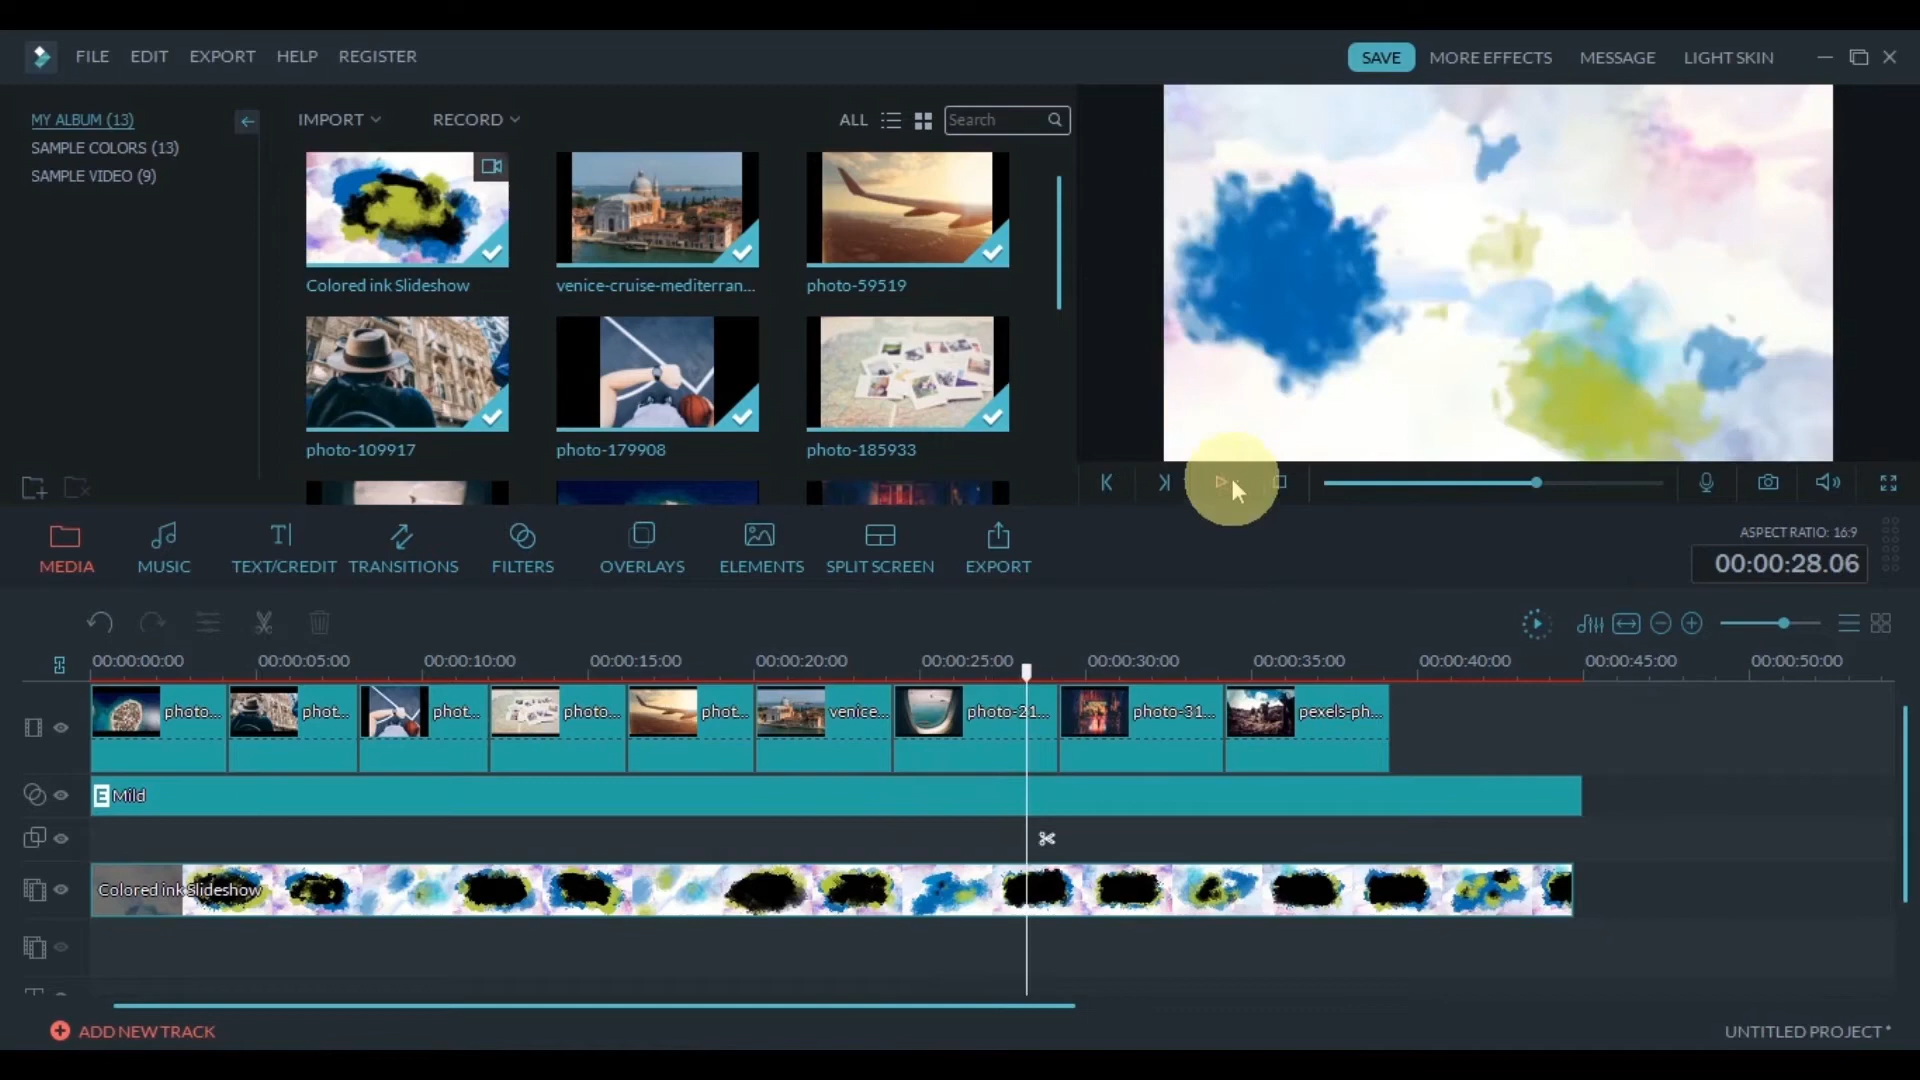 FILE EDIT EXPORT HELP REGISTER SAVE MORE EFFECTS MESSAGE LIGHT SKIN
MY ALBUM (13)
SAMPLE COLORS (13)
SAMPLE VIDEO (9)
IMPORT RECORD ALL Search
Colored ink Slideshow venice-cruise-mediterran... photo-59519
photo-109917 photo-179908 photo-185933
MEDIA MUSIC TEXT/CREDIT TRANSITIONS FILTERS OVERLAYS ELEMENTS SPLIT SCREEN EXPORT
ASPECT RATIO: 16:9
00:00:28.06
00:00:00:00 00:00:05:00 00:00:10:00 00:00:15:00 00:00:20:00 00:00:25:00 00:00:30:00 00:00:35:00 00:00:40:00 00:00:45:00 00:00:50:00
photo... phot... phot... photo... phot... venice... photo-21... photo-31... pexels-ph...
E Mild
Colored ink Slideshow
ADD NEW TRACK UNTITLED PROJECT *